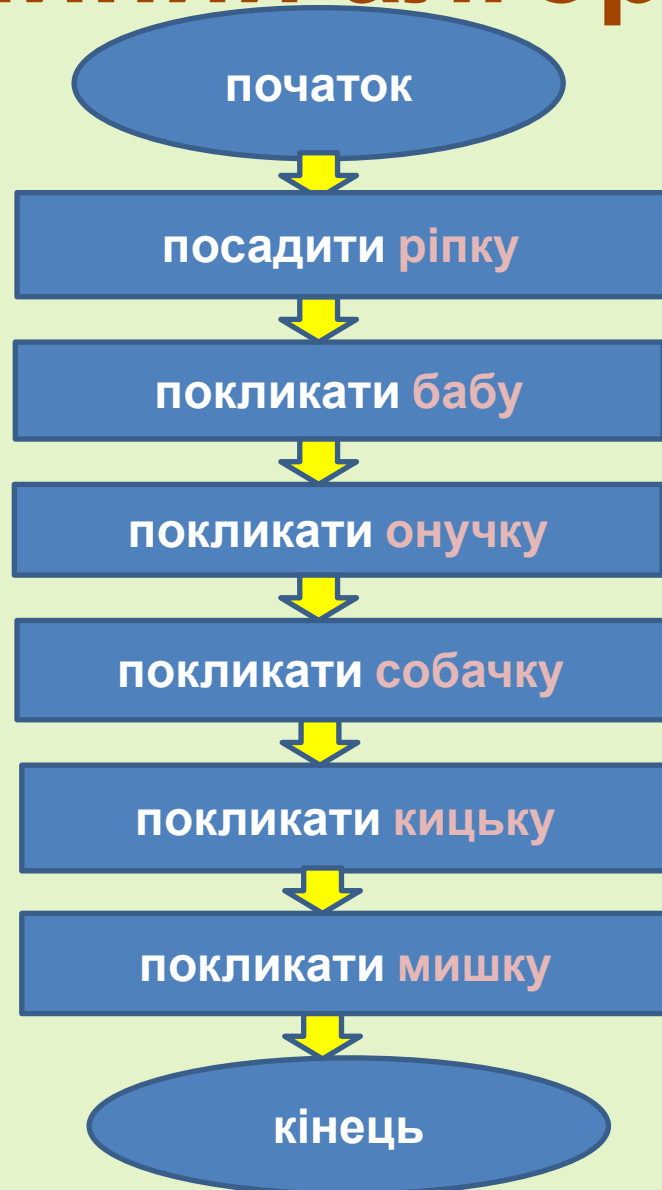 початок
посадити ріпку
покликати бабу
покликати онучку
покликати собачку
покликати кицьку
покликати мишку
кінець